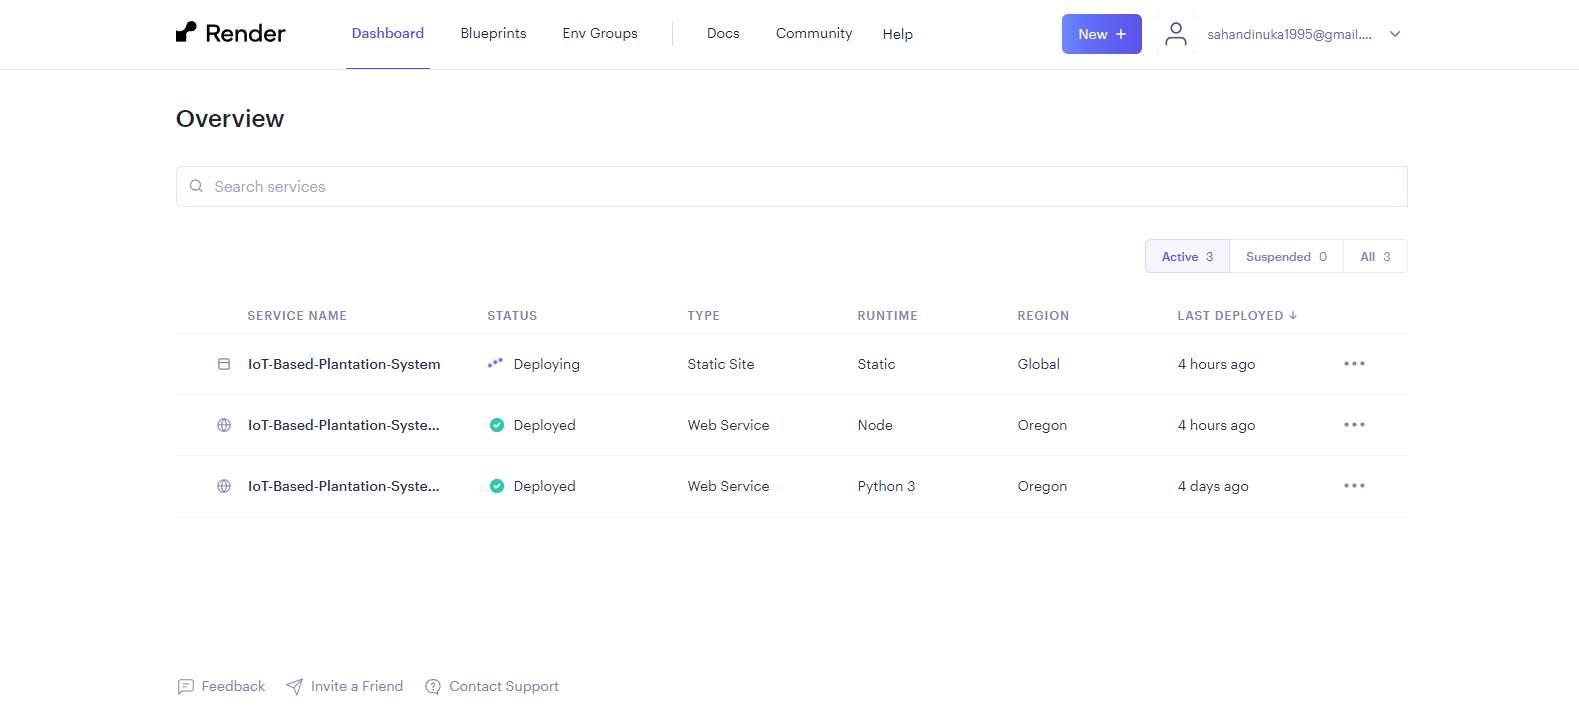 Render Dashboard Blueprints Env Groups Docs Community Help New + sahandinuka1995@gmail....
Overview
Search services
Active 3 Suspended 0 All 3
SERVICE NAME STATUS TYPE RUNTIME REGION LAST DEPLOYED ↓
IoT-Based-Plantation-System Deploying Static Site Static Global 4 hours ago •••
IoT-Based-Plantation-Syste... Deployed Web Service Node Oregon 4 hours ago •••
IoT-Based-Plantation-Syste... Deployed Web Service Python 3 Oregon 4 days ago •••
Feedback Invite a Friend Contact Support